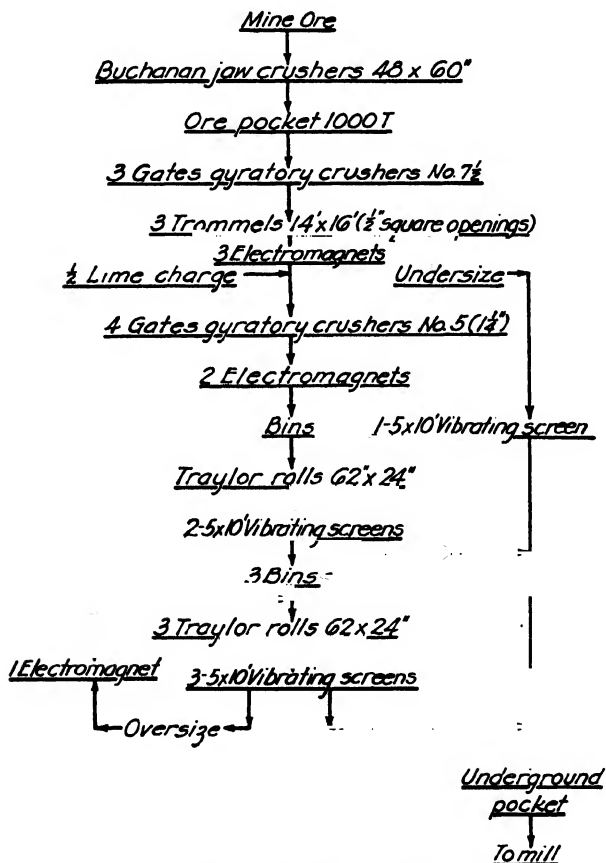 Mine Ore
Buchanan jaw crushers 48 x 60"
Ore pocket 1000 T
3 Gates gyratory crushers No. 7½
3 Trommels 14'x16' (½" square openings)
3 Electromagnets
½ Lime charge
Undersize
4 Gates gyratory crushers No. 5 (1¼")
2 Electromagnets
Bins
1-5x10' Vibrating screen
Traylor rolls 62"x 24"
2-5x10' Vibrating screens
3 Bins
3 Traylor rolls 62 x 24"
1 Electromagnet
3-5x10' Vibrating screens
Oversize
Underground
pocket
To mill